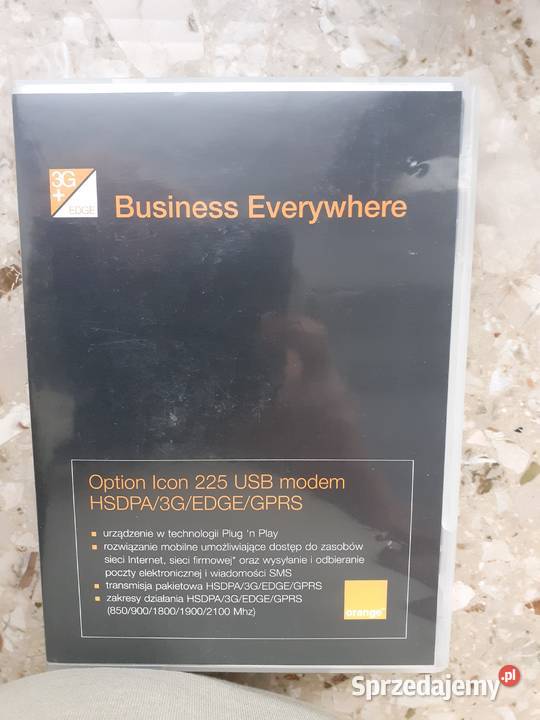 3G
+
EDGE
Business Everywhere
Option Icon 225 USB modem
HSDPA/3G/EDGE/GPRS
urządzenie w technologii Plug 'n Play
rozwiązanie mobilne umożliwiające dostęp do zasobów
sieci Internet, sieci firmowej* oraz wysyłanie i odbieranie
poczty elektronicznej i wiadomości SMS
transmisja pakietowa HSDPA/3G/EDGE/GPRS
zakresy działania HSDPA/3G/EDGE/GPRS
(850/900/1800/1900/2100 Mhz)
orange™
Sprzedajemy.pl